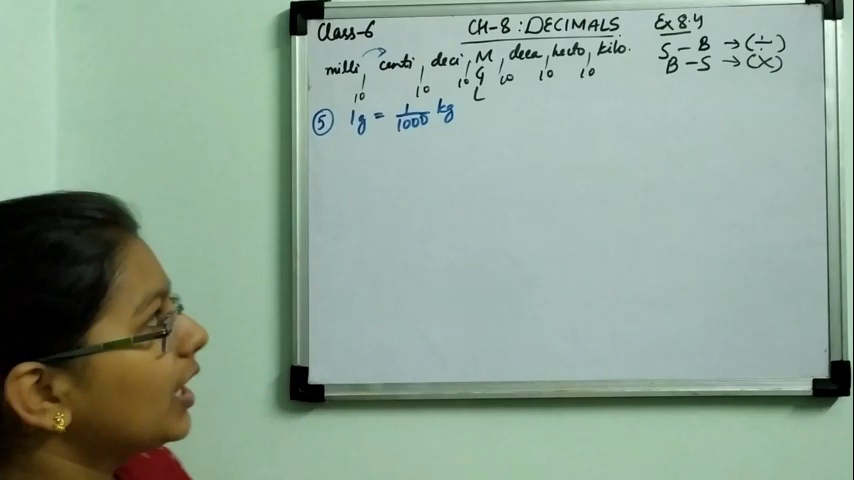 Class-6 CH-8 : DECIMALS Ex 8.4
milli centi deci M deca hecto kilo. S - B → (÷)
10 10 10 G 10 10 10 B - S → (×)
L
⑤ 1g = 1/1000 kg